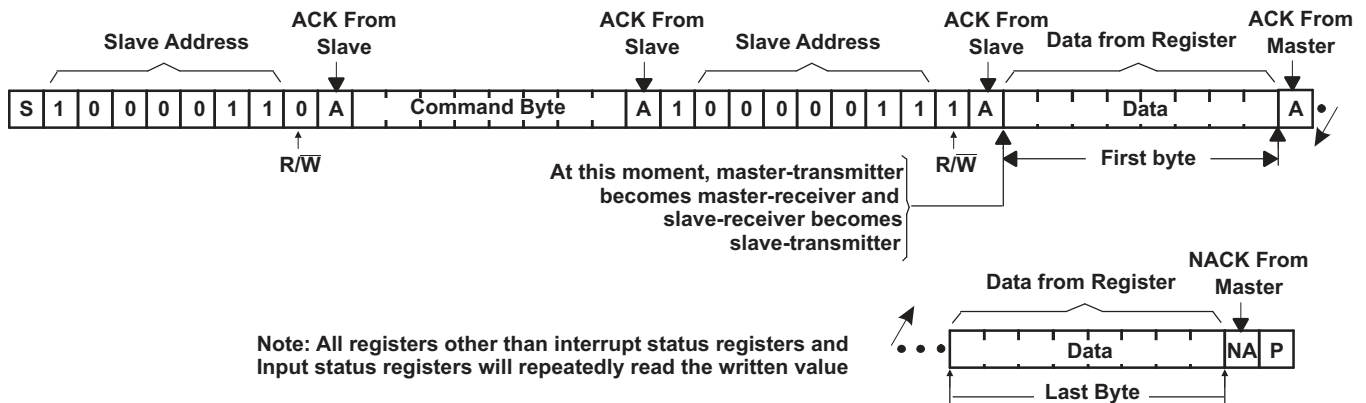 ACK From
Slave
Slave Address
ACK From
Slave
Slave Address
ACK From
Slave
Data from Register
ACK From
Master
S 1 0 0 0 0 1 1 0 A Command Byte A 1 0 0 0 0 0 1 1 1 A Data A
R/W̅
R/W̅
First byte
At this moment, master-transmitter
becomes master-receiver and
slave-receiver becomes
slave-transmitter
NACK From
Master
Data from Register
Note: All registers other than interrupt status registers and
Input status registers will repeatedly read the written value
Data NA P
Last Byte